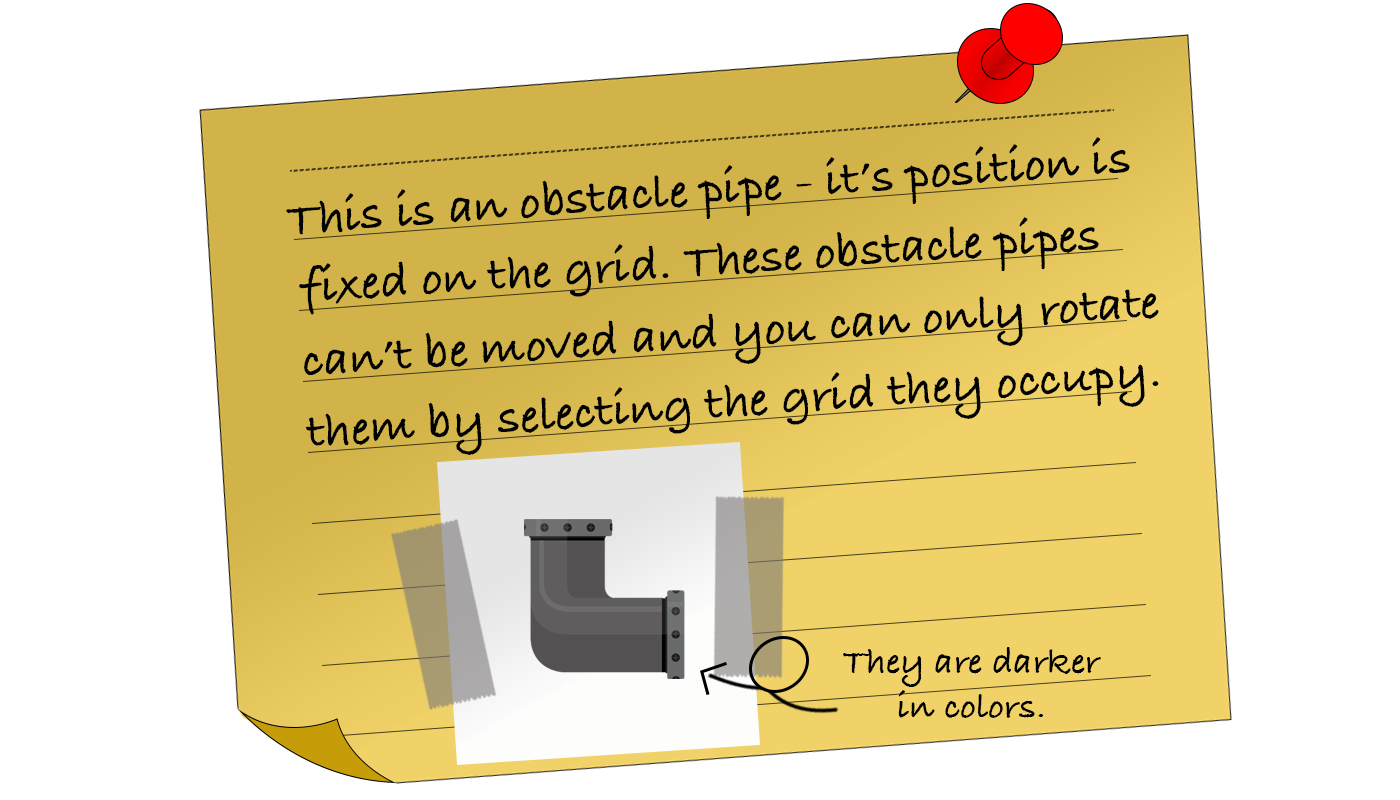 This is an obstacle pipe - it's position is
fixed on the grid. These obstacle pipes
can't be moved and you can only rotate
them by selecting the grid they occupy.
They are darker
in colors.